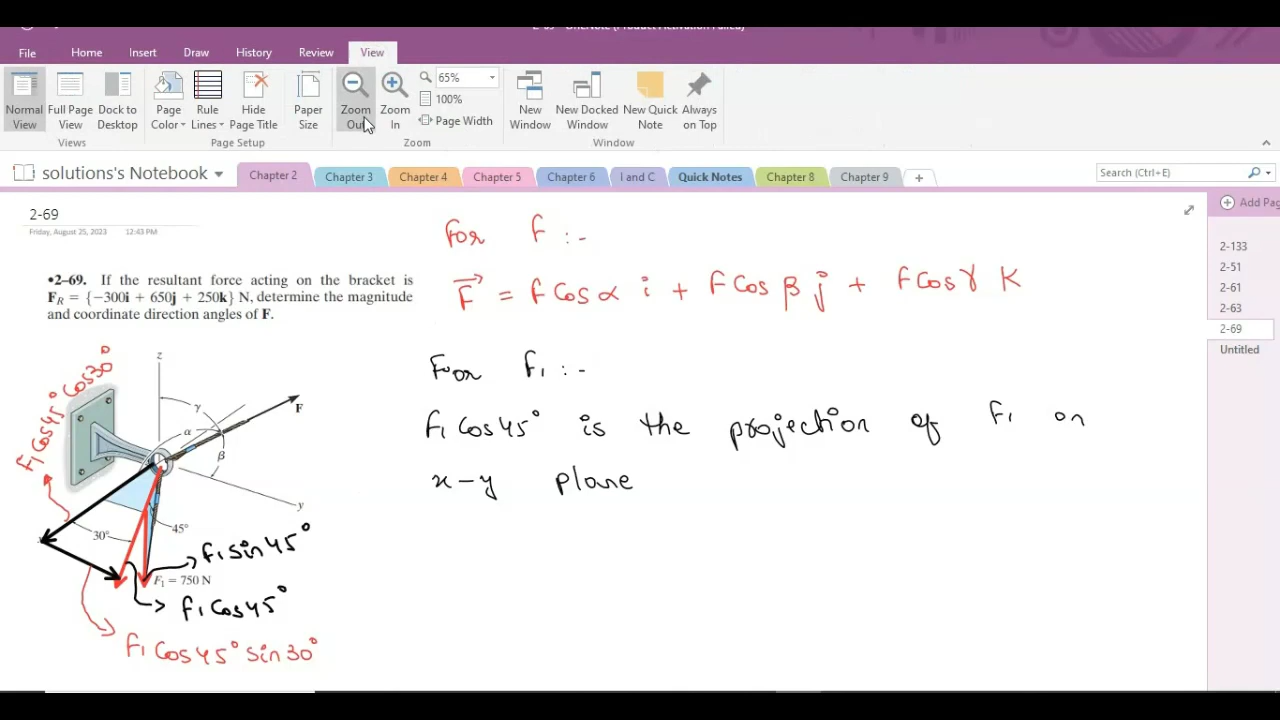 File Home Insert Draw History Review View
Normal View Full Page View Dock to Desktop Page Color Rule Lines Hide Page Title Paper Size Zoom Out Zoom In 65% 100% Page Width New Window New Docked Window New Quick Note Always on Top
Views Page Setup Zoom Window
solutions's Notebook Chapter 2 Chapter 3 Chapter 4 Chapter 5 Chapter 6 I and C Quick Notes Chapter 8 Chapter 9 + Search (Ctrl+E)
Add Pag
2-133
2-51
2-61
2-63
2-69
Untitled
2-69
Friday, August 25, 2023 12:43 PM
•2–69. If the resultant force acting on the bracket is
F_R = {−300i + 650j + 250k} N, determine the magnitude
and coordinate direction angles of F.
For F :-
F = F Cos α i + F Cos β j + F Cos γ K
For F1 :-
F1 Cos45° is the projection of F1 on
x-y plane
F1 Cos45° Cos30°
z
γ
F
α
β
y
30°
45°
F1 sin45°
F1 = 750 N
F1 Cos45°
F1 Cos45° sin30°